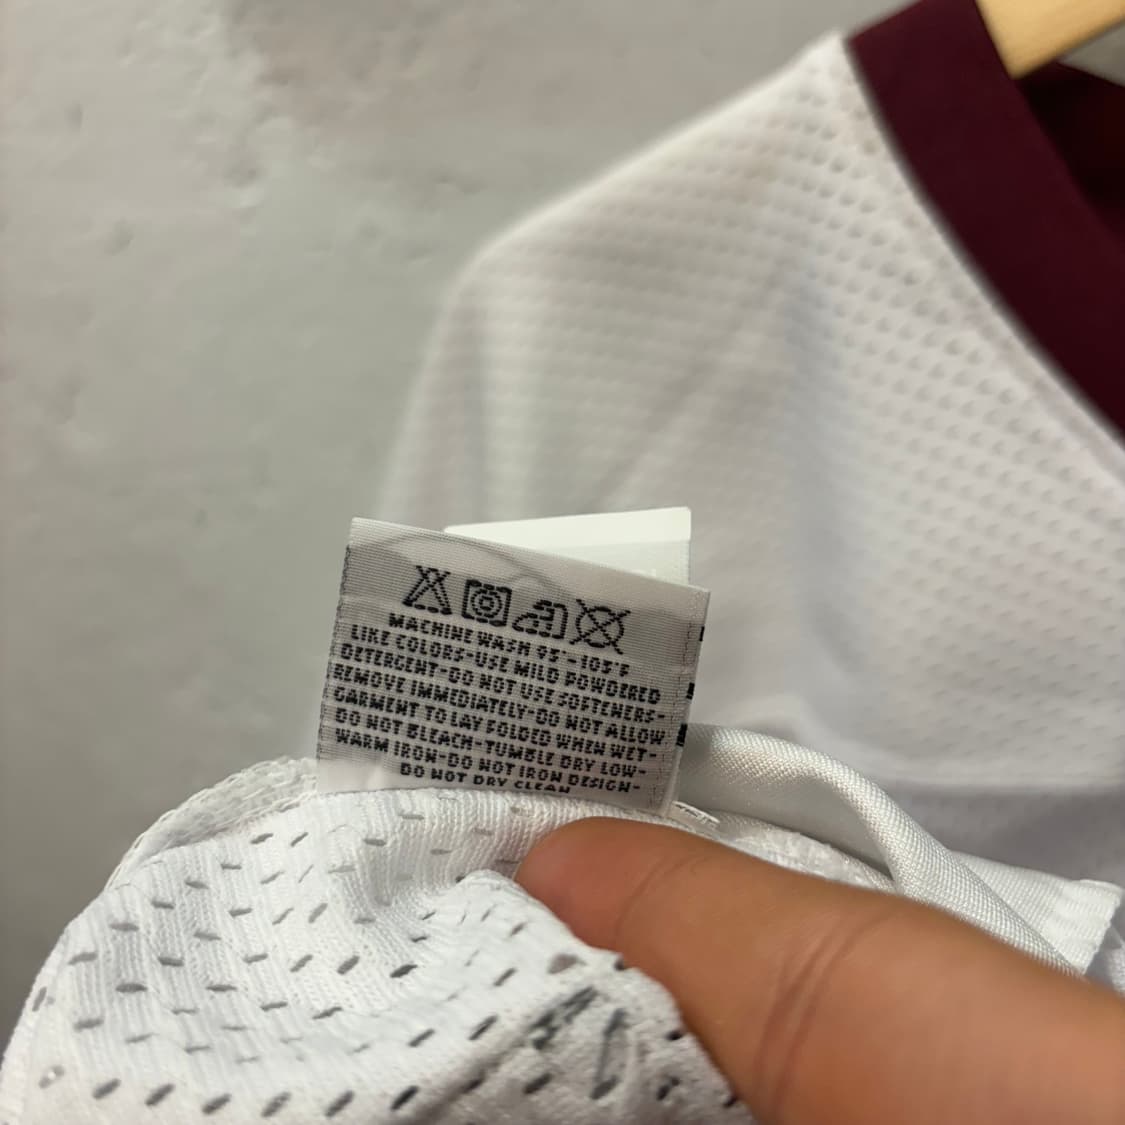 MACHINE WASH 95°-105°F
LIKE COLORS-USE MILD POWDERED
DETERGENT-DO NOT USE SOFTENERS-
REMOVE IMMEDIATELY-DO NOT ALLOW
GARMENT TO LAY FOLDED WHEN WET-
DO NOT BLEACH-TUMBLE DRY LOW-
WARM IRON-DO NOT IRON DESIGN-
DO NOT DRY CLEAN